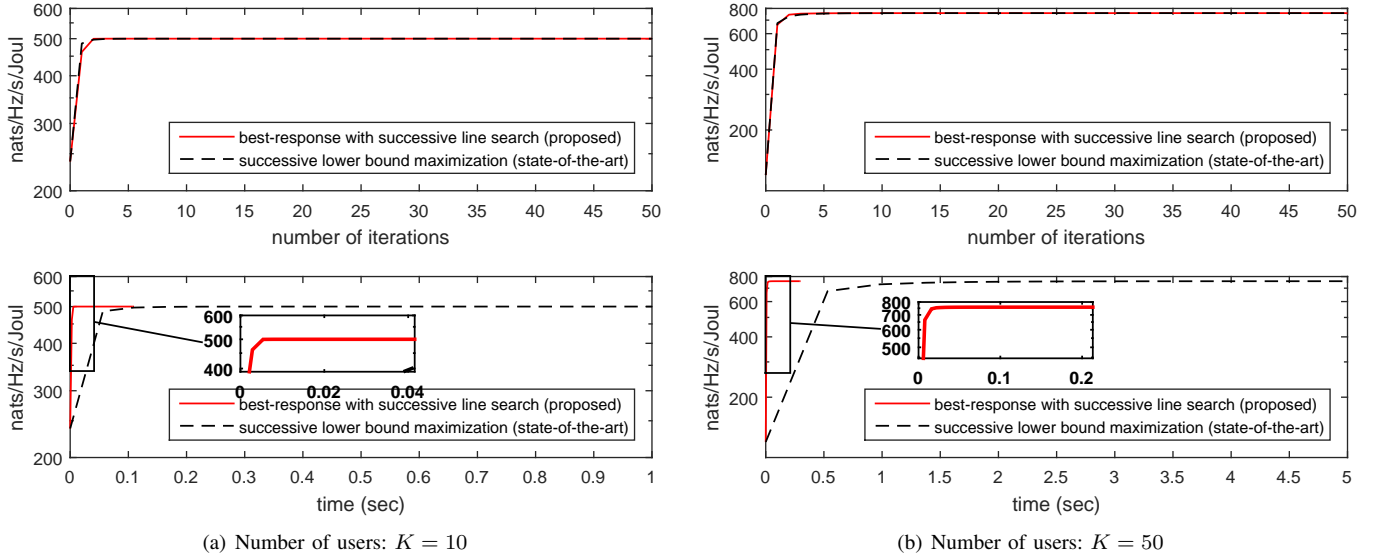 600
500
400
300
200
nats/Hz/s/Joul
best-response with successive line search (proposed)
successive lower bound maximization (state-of-the-art)
0 5 10 15 20 25 30 35 40 45 50
number of iterations
800
600
400
200
nats/Hz/s/Joul
best-response with successive line search (proposed)
successive lower bound maximization (state-of-the-art)
0 5 10 15 20 25 30 35 40 45 50
number of iterations
600
500
400
300
200
nats/Hz/s/Joul
600
500
400
0 0.02 0.04
best-response with successive line search (proposed)
successive lower bound maximization (state-of-the-art)
0 0.1 0.2 0.3 0.4 0.5 0.6 0.7 0.8 0.9 1
time (sec)
(a) Number of users: K = 10
800
600
400
200
nats/Hz/s/Joul
800
700
600
500
0 0.1 0.2
best-response with successive line search (proposed)
successive lower bound maximization (state-of-the-art)
0 0.5 1 1.5 2 2.5 3 3.5 4 4.5 5
time (sec)
(b) Number of users: K = 50